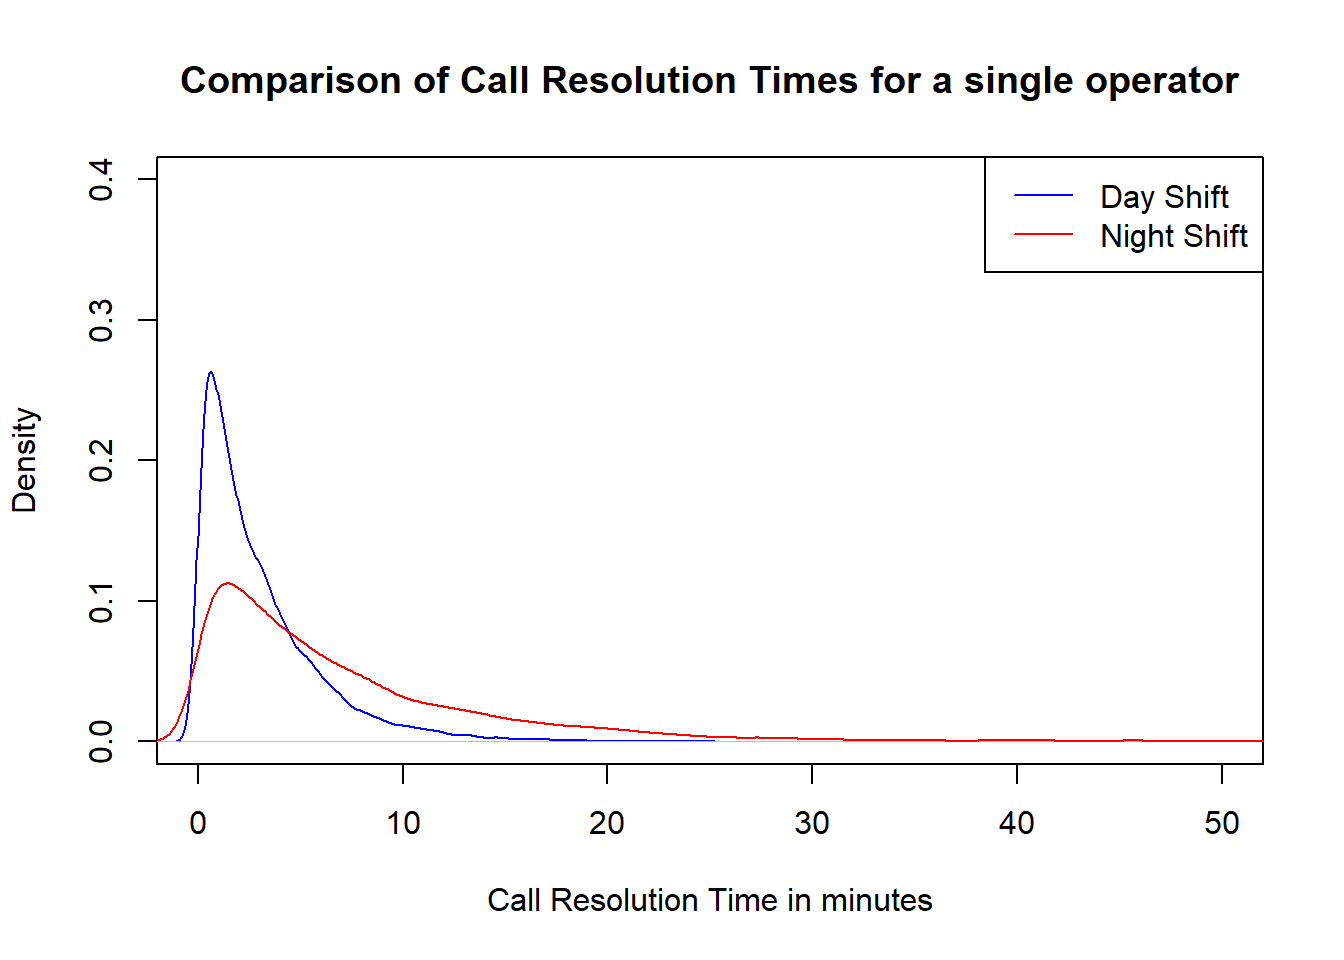 Comparison of Call Resolution Times for a single operator
Day Shift
Night Shift
Density
0.4
0.3
0.2
0.1
0.0
0 10 20 30 40 50
Call Resolution Time in minutes